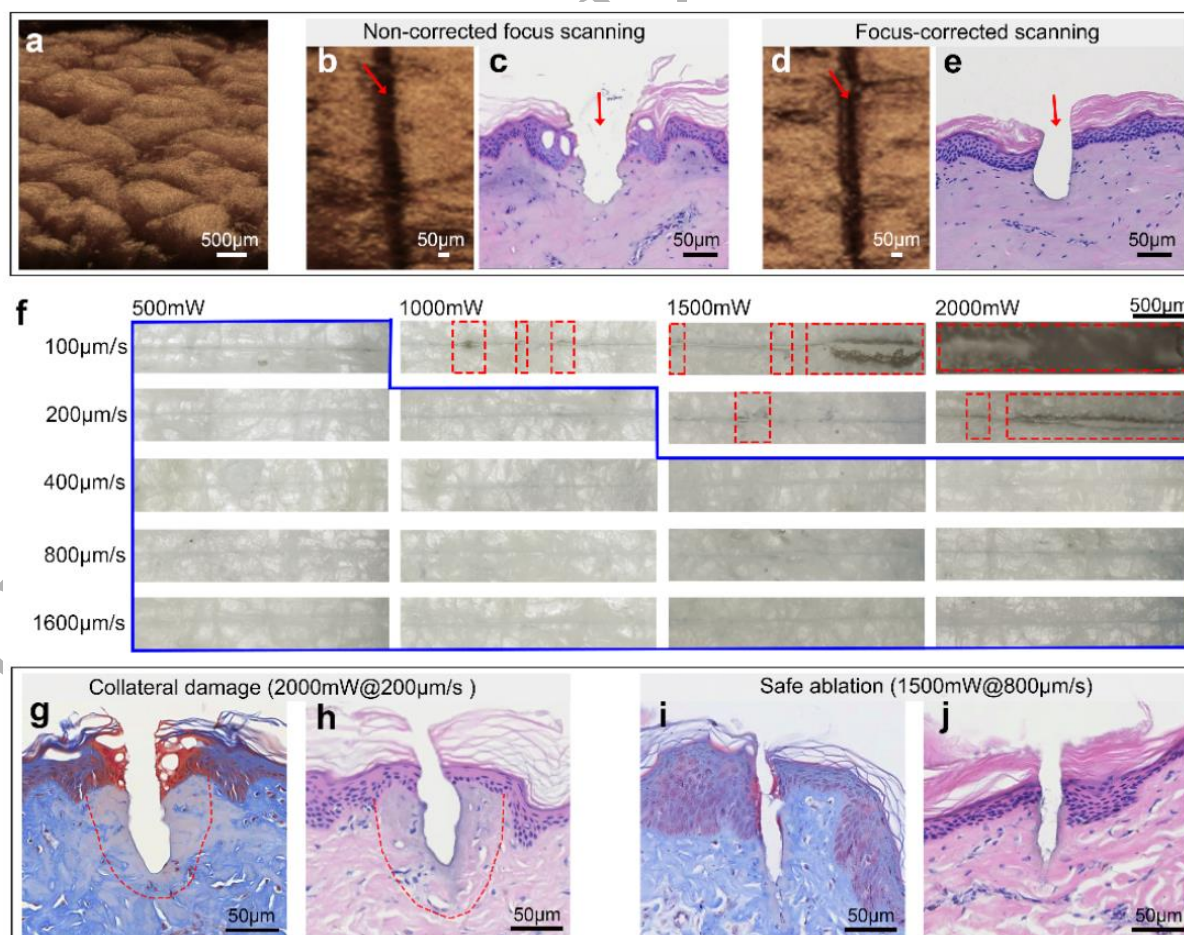 Non-corrected focus scanning
Focus-corrected scanning
a
b
c
d
e
500µm
50µm
50µm
50µm
50µm
f
500mW
1000mW
1500mW
2000mW
500µm
100µm/s
200µm/s
400µm/s
800µm/s
1600µm/s
Collateral damage (2000mW@200µm/s )
Safe ablation (1500mW@800µm/s)
g
h
i
j
50µm
50µm
50µm
50µm